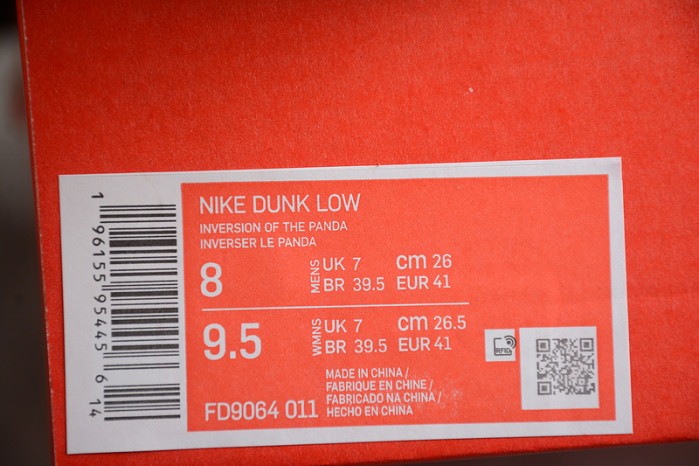 NIKE DUNK LOW
INVERSION OF THE PANDA
INVERSER LE PANDA
8 MENS UK 7 cm 26
BR 39.5 EUR 41
9.5 WMNS UK 7 cm 26.5
BR 39.5 EUR 41
MADE IN CHINA /
FABRIQUE EN CHINE /
FABRICADO NA CHINA /
HECHO EN CHINA
FD9064 011
RFID
1 96155 95445 6 14